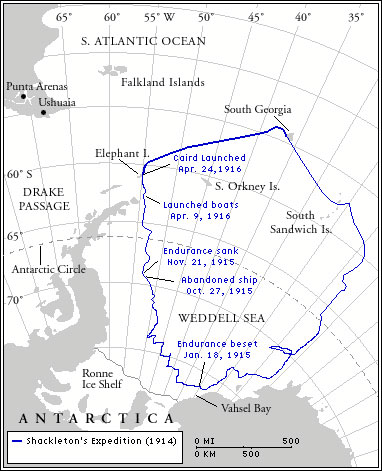 60° 55° W 50° 45° 40° 35°
S. ATLANTIC OCEAN
Punta Arenas
Falkland Islands
Ushuaia
South Georgia
Elephant I.
Caird Launched
Apr. 24,1916
60° S
S. Orkney Is.
DRAKE
PASSAGE
Launched boats
Apr. 9, 1916
South
Sandwich Is.
65°
Endurance sank
Nov. 21, 1915
Antarctic Circle
Abandoned ship
Oct. 27, 1915
70°
WEDDELL SEA
Endurance beset
Jan. 18, 1915
Ronne
Ice Shelf
Vahsel Bay
ANTARCTICA
Shackleton's Expedition (1914)
0 MI 500
0 KM 500